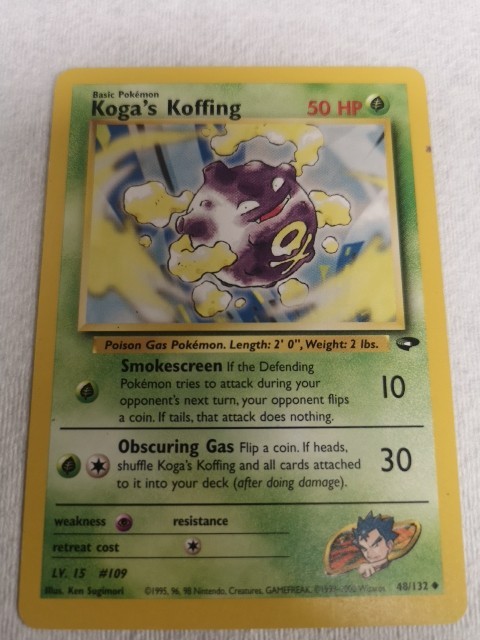 Basic Pokémon
Koga's Koffing
50 HP
Poison Gas Pokémon. Length: 2' 0", Weight: 2 lbs.
Smokescreen If the Defending
Pokémon tries to attack during your
opponent's next turn, your opponent flips
a coin. If tails, that attack does nothing.
10
Obscuring Gas Flip a coin. If heads,
shuffle Koga's Koffing and all cards attached
to it into your deck (after doing damage).
30
weakness
resistance
retreat cost
LV. 15 #109
Illus. Ken Sugimori
©1995, 96, 98 Nintendo, Creatures, GAMEFREAK. Wizards
48/132